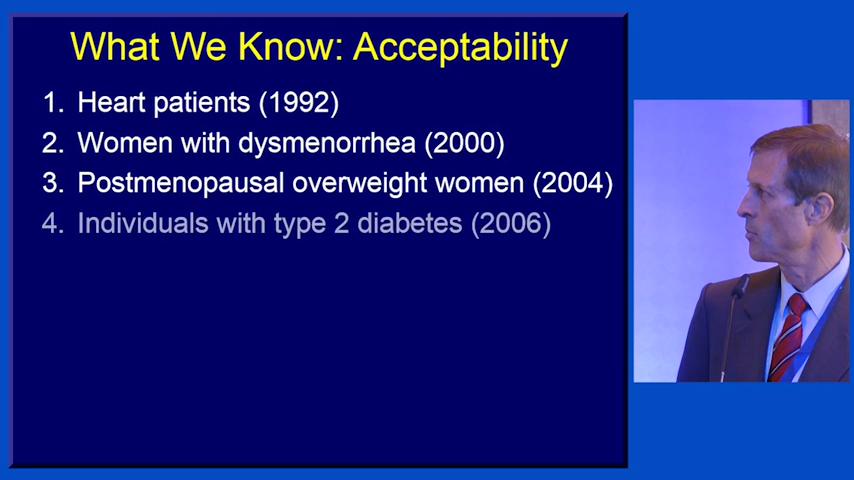 What We Know: Acceptability
1. Heart patients (1992)
2. Women with dysmenorrhea (2000)
3. Postmenopausal overweight women (2004)
4. Individuals with type 2 diabetes (2006)